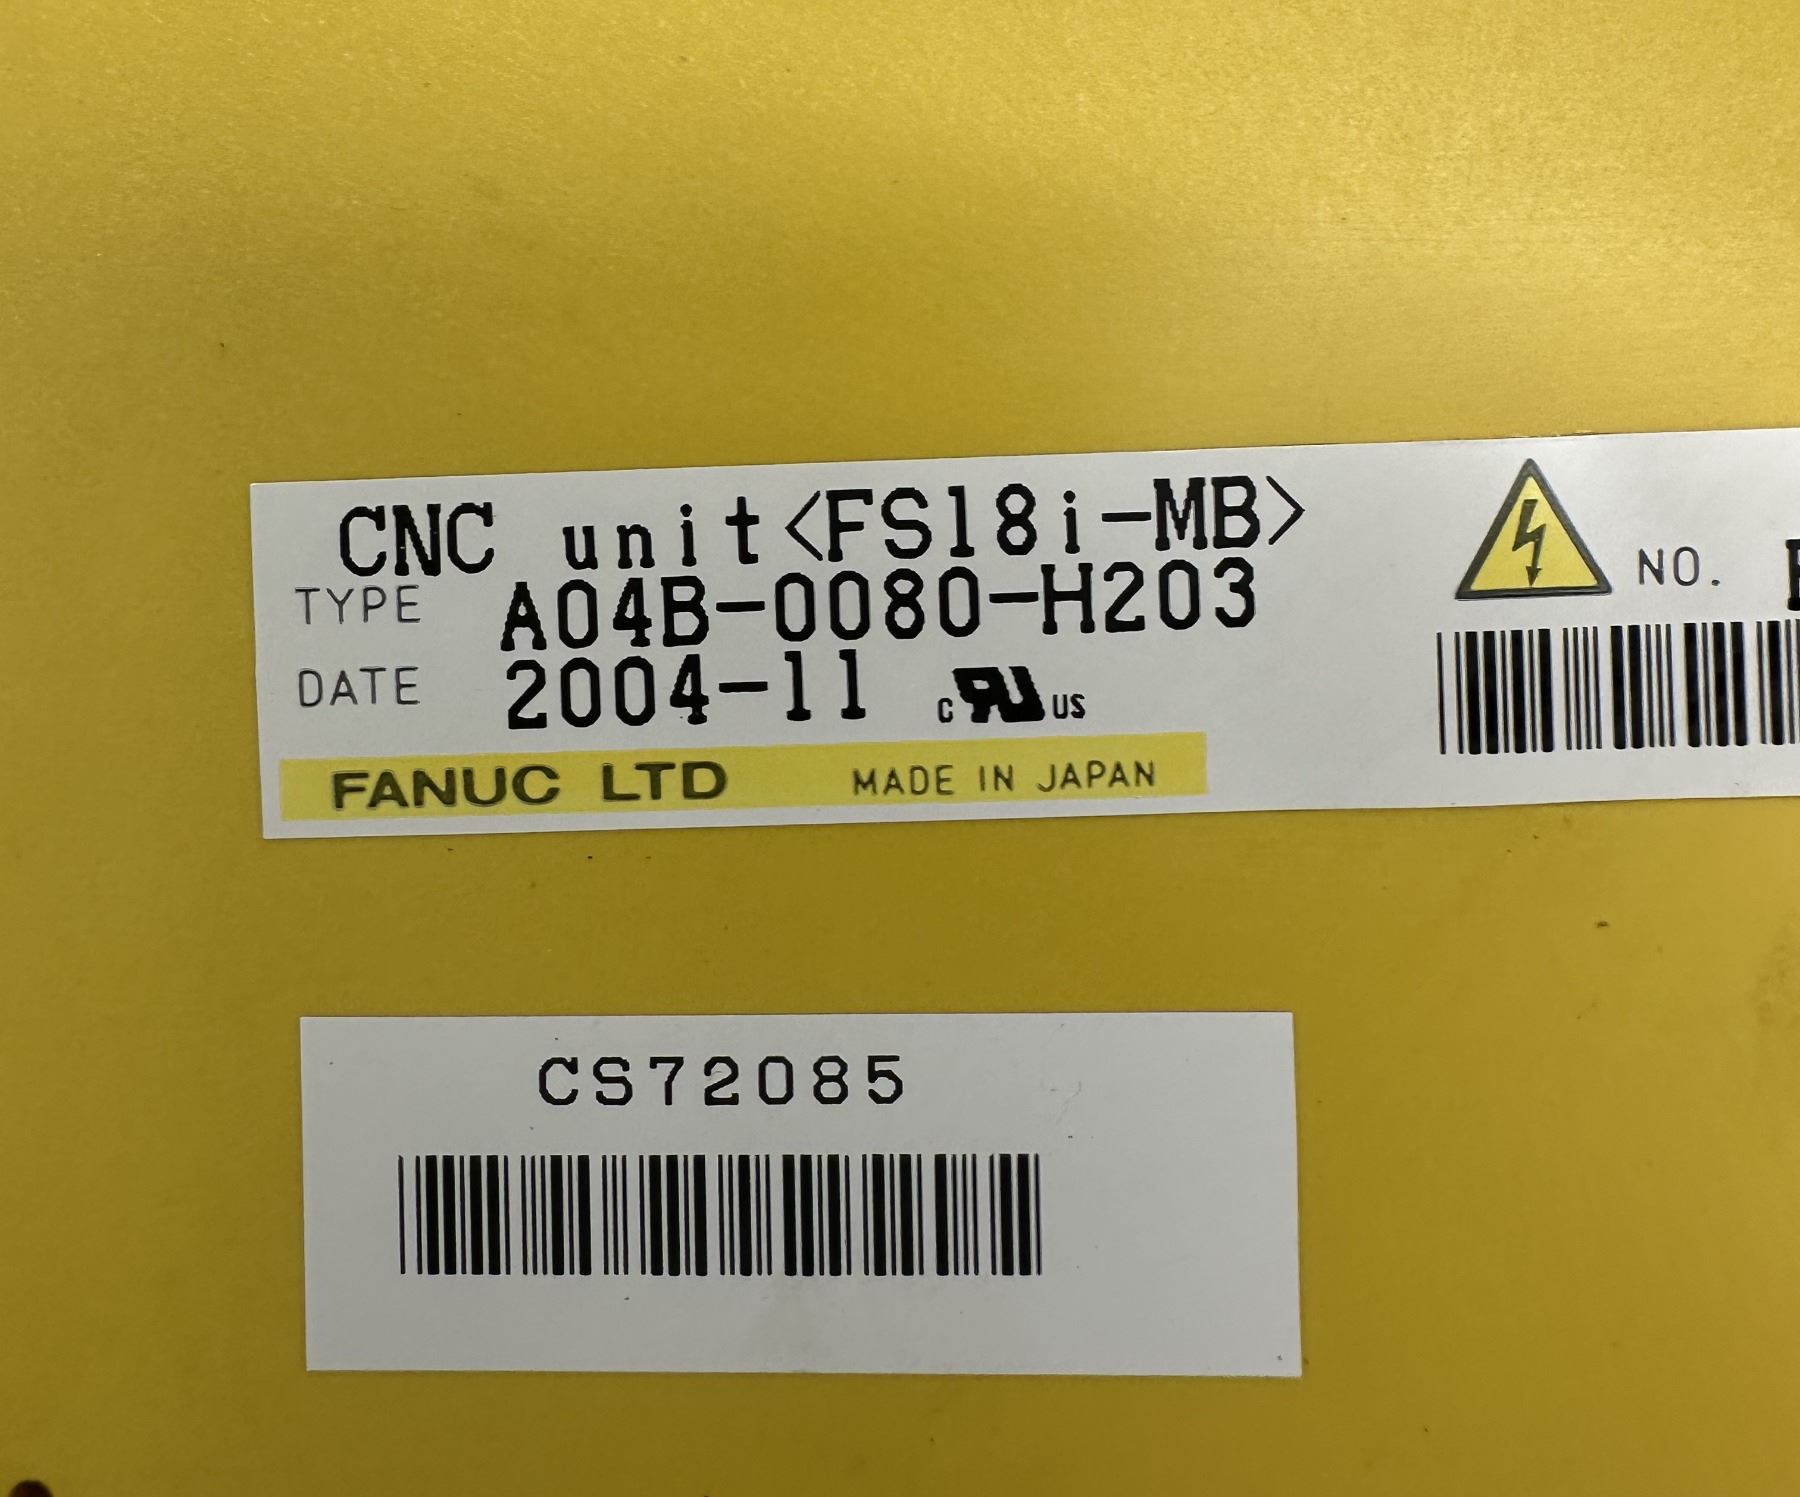 CNC unit<FS18i-MB>
TYPE A04B-0080-H203
DATE 2004-11 c RU US
FANUC LTD MADE IN JAPAN
NO.
CS72085